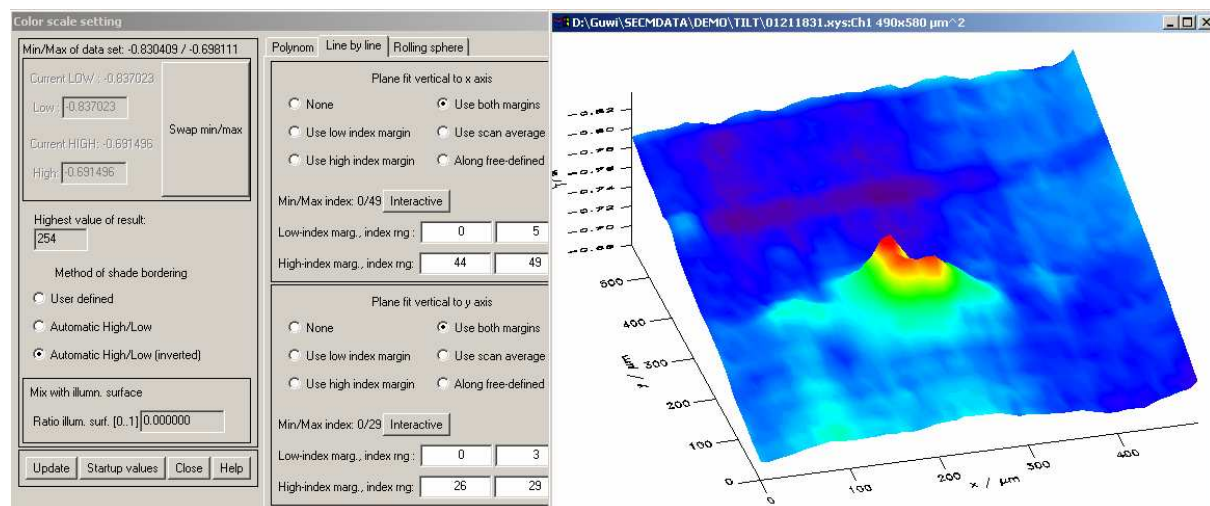 Color scale setting
Min/Max of data set: -0.830409 / -0.698111
Current LOW : -0.837023
Low : -0.837023
Current HIGH: -0.691496
High: -0.691496
Swap min/max
Highest value of result:
254
Method of shade bordering
User defined
Automatic High/Low
Automatic High/Low (inverted)
Mix with illumn. surface
Ratio illum. surf. [0..1] 0.000000
Update Startup values Close Help
Polynom Line by line Rolling sphere
Plane fit vertical to x axis
None Use both margins
Use low index margin Use scan average
Use high index margin Along free-defined
Min/Max index: 0/49 Interactive
Low-index marg., index rng : 0 5
High-index marg., index rng: 44 49
Plane fit vertical to y axis
None Use both margins
Use low index margin Use scan average
Use high index margin Along free-defined
Min/Max index: 0/29 Interactive
Low-index marg., index rng : 0 3
High-index marg., index rng: 26 29
D:\Guwi\SECMDATA\DEMO\TILT\01211831.xys:Ch1 490x580 µm^2
-0.82
-0.80
-0.78
-0.76
-0.74
-0.72
-0.70
-0.68
500
400
300
200
100
0
y / µm
0
100
200
300
400
x / µm